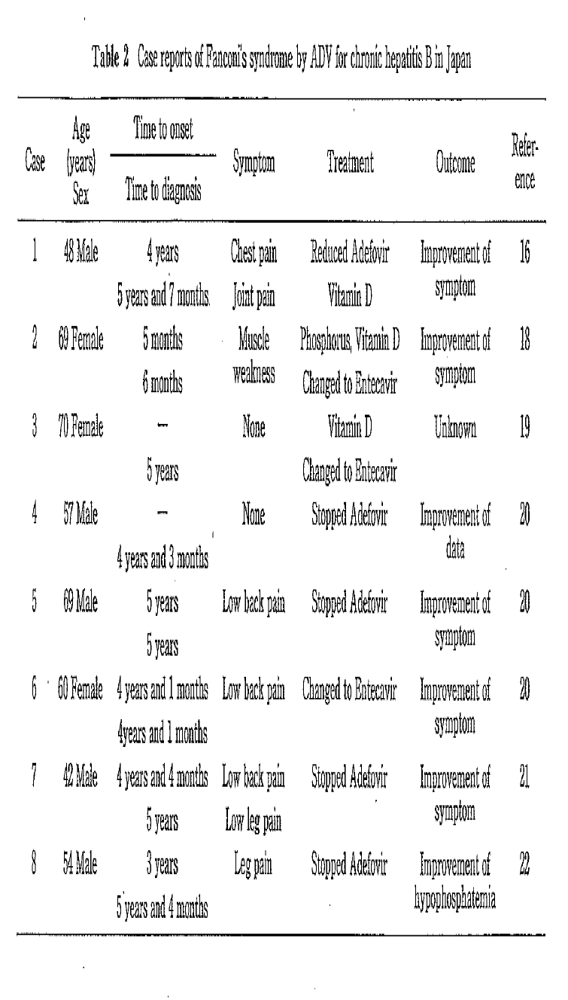 Table 2 Case reports of Fanconi's syndrome by ADV for chronic hepatitis B in Japan
Case Age (years) Sex Time to onset Time to diagnosis Symptom Treatment Outcome Refer-ence
1 48 Male 4 years Chest pain Reduced Adefovir Improvement of symptom 16
5 years and 7 months Joint pain Vitamin D
2 69 Female 5 months Muscle weakness Phosphorus, Vitamin D Improvement of symptom 18
6 months Changed to Entecavir
3 70 Female — None Vitamin D Unknown 19
5 years Changed to Entecavir
4 57 Male — None Stopped Adefovir Improvement of data 20
4 years and 3 months
5 69 Male 5 years Low back pain Stopped Adefovir Improvement of symptom 20
5 years
6 60 Female 4 years and 1 months Low back pain Changed to Entecavir Improvement of symptom 20
4years and 1 months
7 42 Male 4 years and 4 months Low back pain Stopped Adefovir Improvement of symptom 21
5 years Low leg pain
8 54 Male 3 years Leg pain Stopped Adefovir Improvement of hypophosphatemia 22
5 years and 4 months